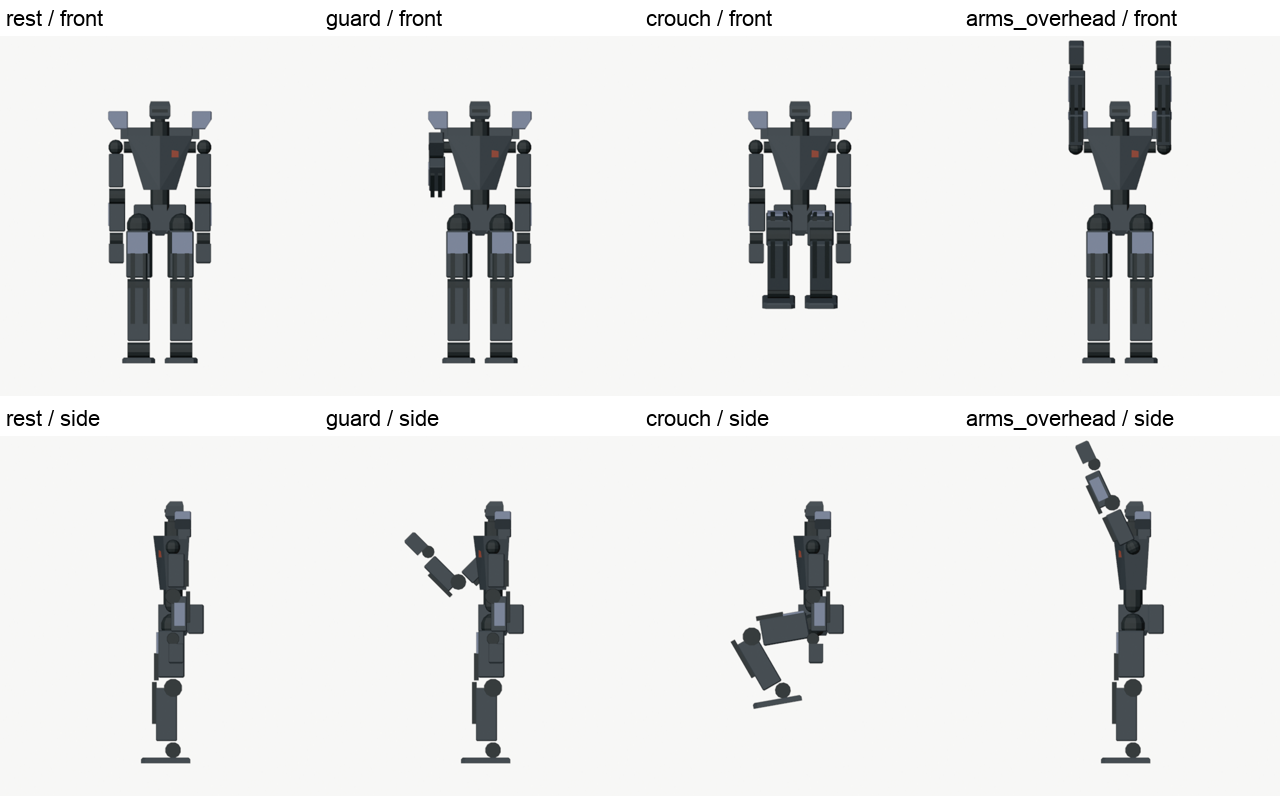 rest / front
guard / front
crouch / front
arms_overhead / front
rest / side
guard / side
crouch / side
arms_overhead / side